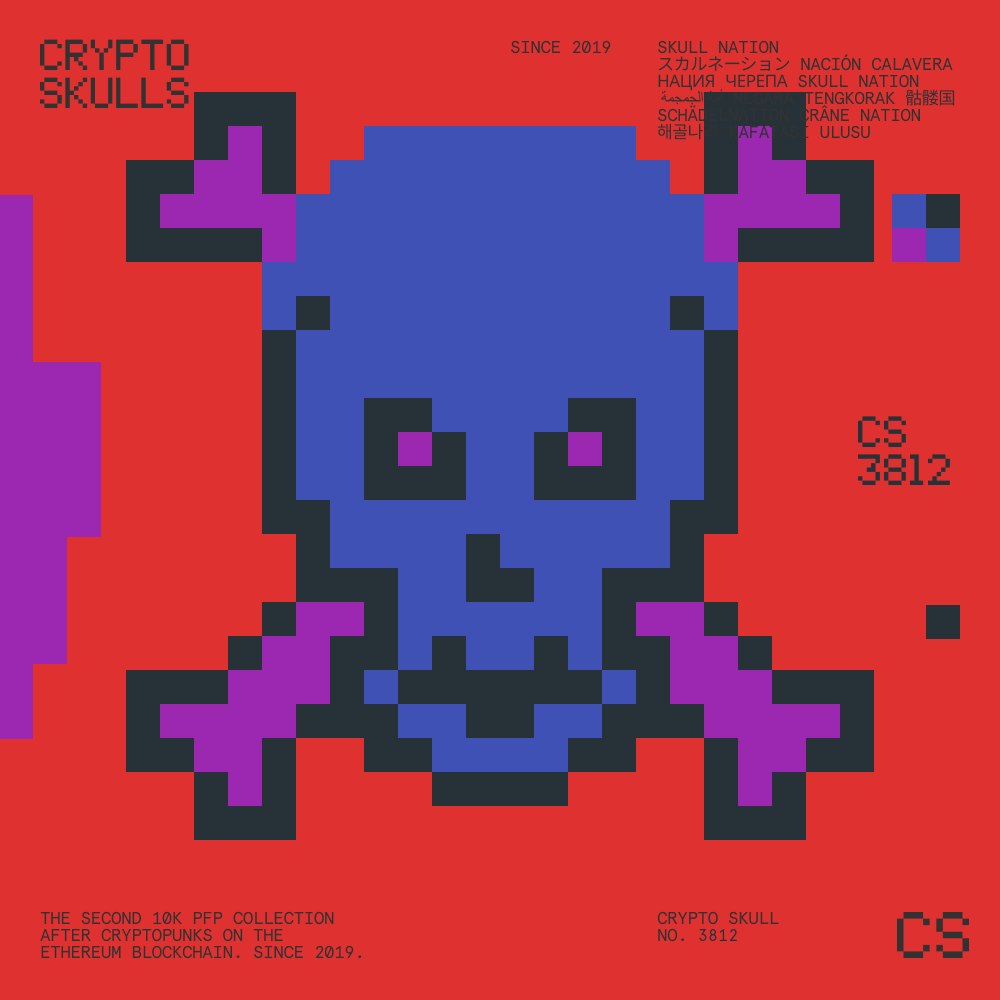 CRYPTO
SKULLS
SINCE 2019
SKULL NATION
スカルネーション NACIÓN CALAVERA
НАЦИЯ ЧЕРЕПА SKULL NATION
TENGKORAK 骷髅国
CRÂNE NATION
해골나 ULUSU
CS
3812
THE SECOND 10K PFP COLLECTION
AFTER CRYPTOPUNKS ON THE
ETHEREUM BLOCKCHAIN. SINCE 2019.
CRYPTO SKULL
NO. 3812
CS